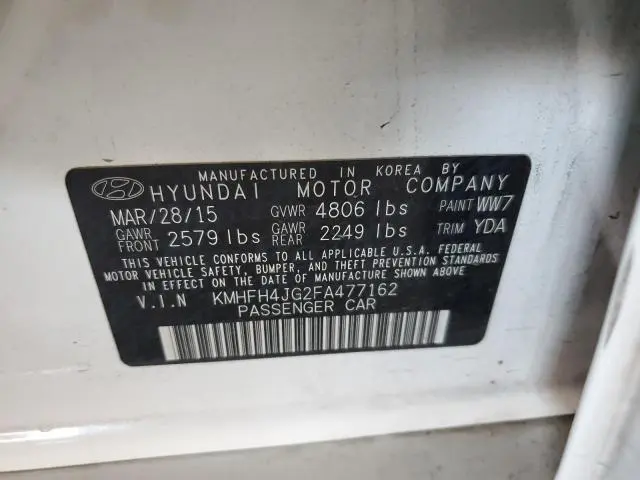 MANUFACTURED IN KOREA BY
HYUNDAI MOTOR COMPANY
MAR/28/15 GVWR 4806 lbs PAINT WW7
GAWR FRONT 2579 lbs GAWR REAR 2249 lbs TRIM YDA
THIS VEHICLE CONFORMS TO ALL APPLICABLE U.S.A. FEDERAL
MOTOR VEHICLE SAFETY, BUMPER, AND THEFT PREVENTION STANDARDS
IN EFFECT ON THE DATE OF MANUFACTURE SHOWN ABOVE
V.I.N KMHFH4JG2FA477162
PASSENGER CAR